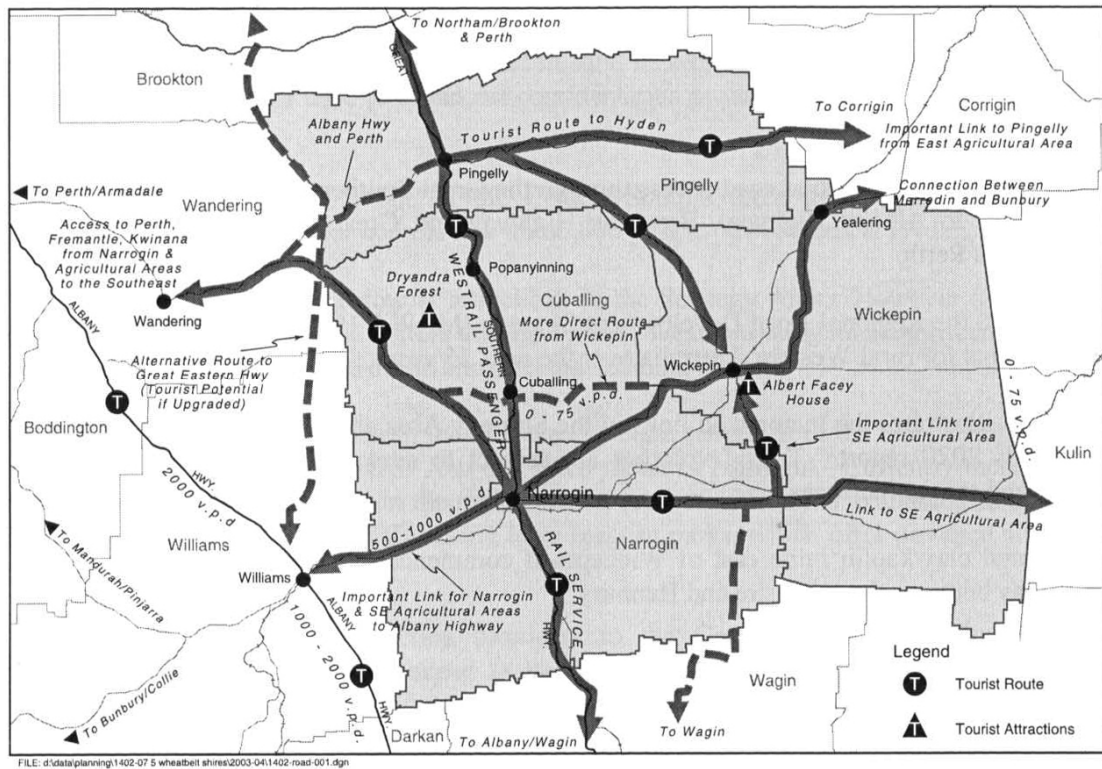 To Northam/Brookton
& Perth
Brookton
GREAT
Albany Hwy
and Perth
Tourist Route to Hyden
T
To Corrigin
Corrigin
Important Link to Pingelly
from East Agricultural Area
Pingelly
Pingelly
Connection Between
Marredin and Bunbury
To Perth/Armadale
Wandering
Access to Perth,
Fremantle, Kwinana
from Narrogin &
Agricultural Areas
to the Southeast
T
T
Yealering
WESTRAIL PASSENGER
Popanyinning
Dryandra
Forest
T
Cuballing
More Direct Route
from Wickepin
Wickepin
Wandering
ALBANY
T
SOUTHERN
Wickepin
0 - 75 v.p.d.
Alternative Route to
Great Eastern Hwy
(Tourist Potential
if Upgraded)
Cuballing
0 - 75 v.p.d.
T
Albert Facey
House
T
Boddington
Important Link from
SE Aqricultural Area
T
Kulin
HWY.
2000 v.p.d
Narrogin
T
Link to SE Aqricultural Area
500-1000 v.p.d
Williams
To Mandurah/Pinjarra
Narrogin
RAIL SERVICE
Williams
Important Link for Narrogin
& SE Aqricultural Areas
to Albany Highway
T
ALBANY
1000 - 2000 v.p.d.
HWY.
T
HWY.
To Bunbury/Collie
Darkan
To Albany/Wagin
Wagin
To Wagin
Legend
T Tourist Route
T Tourist Attractions
FILE: d:\data\planning\1402-07 5 wheatbelt shires\2003-04\1402-road-001.dgn